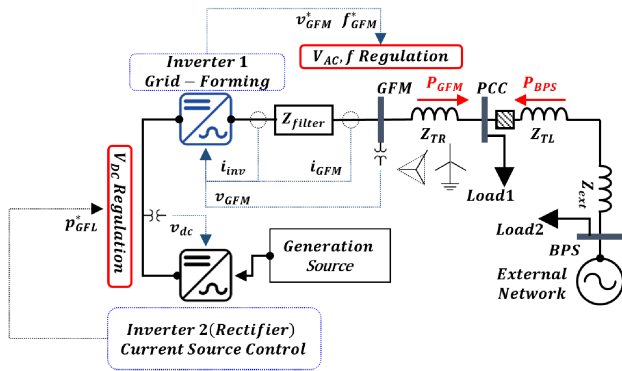 v*GFM f*GFM
Inverter 1
Grid – Forming
VAC, f Regulation
GFM
PGFM
PCC
PBPS
Zfilter
ZTR
ZTL
iinv
iGFM
vGFM
Zext
Load1
Load2
BPS
External
Network
VDC Regulation
p*GFL
vdc
Generation
Source
Inverter 2(Rectifier)
Current Source Control